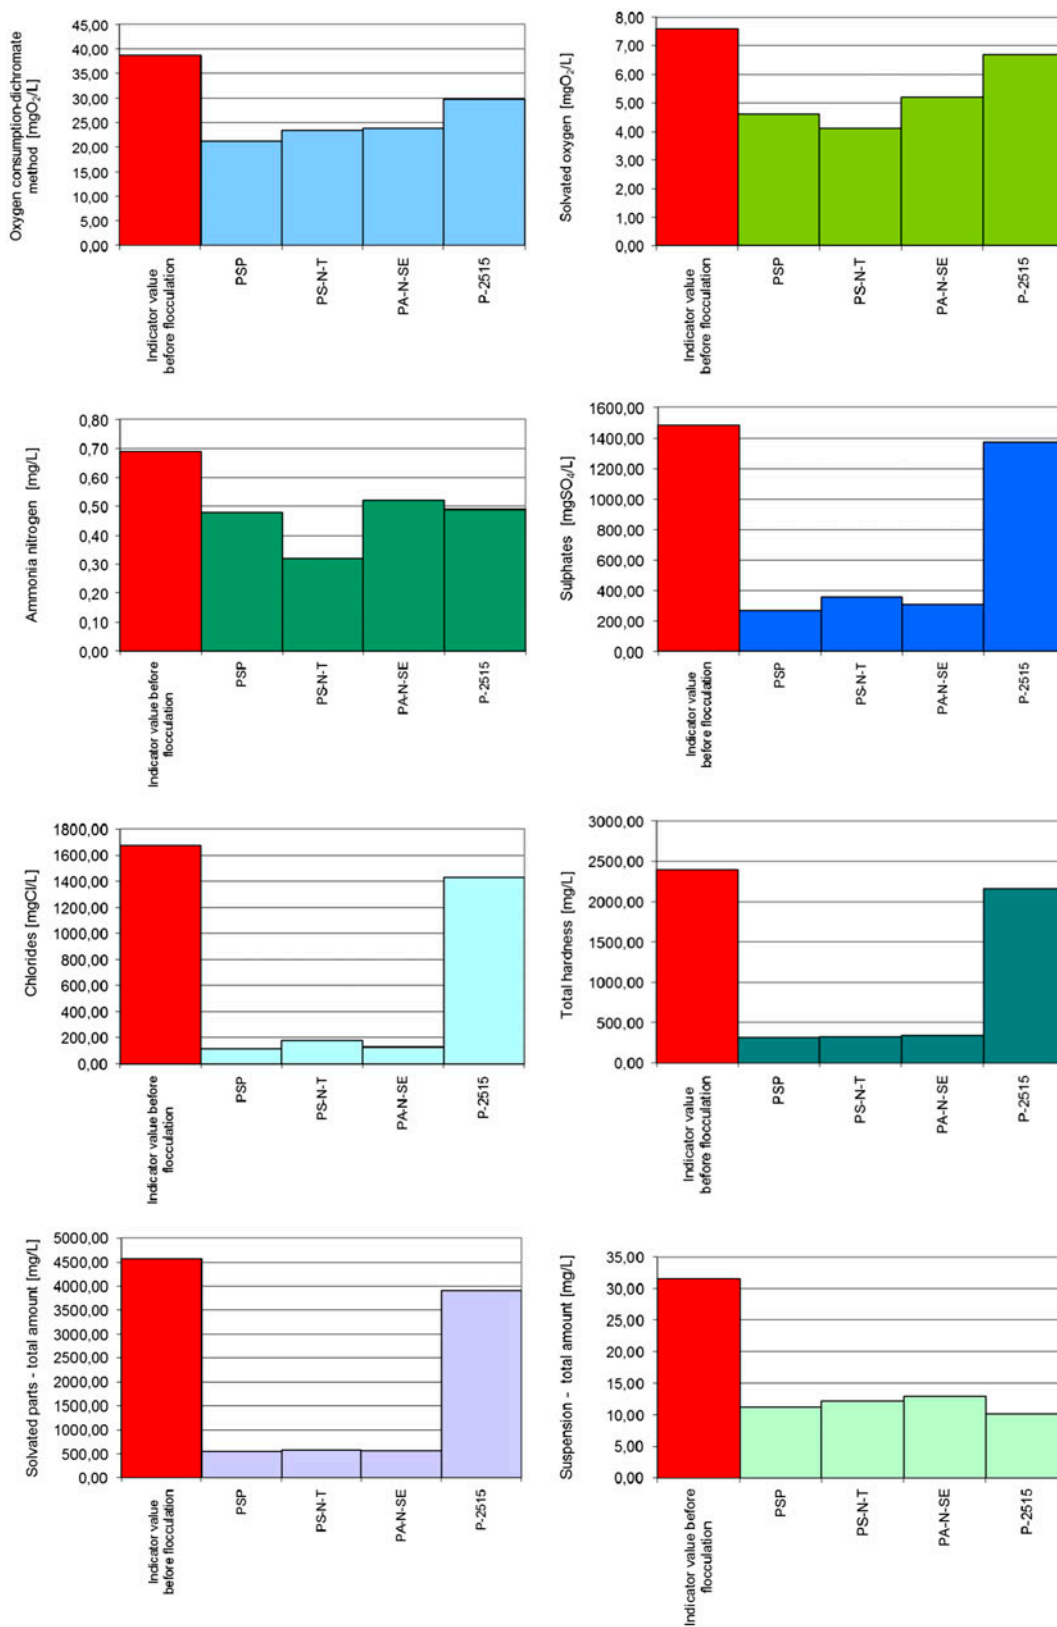 Oxygen consumption-dichromate
method [mgO₂/L]
45,00
40,00
35,00
30,00
25,00
20,00
15,00
10,00
5,00
0,00
Indicator value
before flocculation
PSP
PS-N-T
PA-N-SE
P-2515
Solvated oxygen [mgO₂/L]
8,00
7,00
6,00
5,00
4,00
3,00
2,00
1,00
0,00
Indicator value
before flocculation
PSP
PS-N-T
PA-N-SE
P-2515
Ammonia nitrogen [mg/L]
0,80
0,70
0,60
0,50
0,40
0,30
0,20
0,10
0,00
Indicator value before
flocculation
PSP
PS-N-T
PA-N-SE
P-2515
Sulphates [mgSO₄/L]
1600,00
1400,00
1200,00
1000,00
800,00
600,00
400,00
200,00
0,00
Indicator value
before flocculation
PSP
PS-N-T
PA-N-SE
P-2515
Chlorides [mgCl/L]
1800,00
1600,00
1400,00
1200,00
1000,00
800,00
600,00
400,00
200,00
0,00
Indicator value before
flocculation
PSP
PS-N-T
PA-N-SE
P-2515
Total hardness [mg/L]
3000,00
2500,00
2000,00
1500,00
1000,00
500,00
0,00
Indicator value
before flocculation
PSP
PS-N-T
PA-N-SE
P-2515
Solvated parts - total amount [mg/L]
5000,00
4500,00
4000,00
3500,00
3000,00
2500,00
2000,00
1500,00
1000,00
500,00
0,00
Indicator value
before flocculation
PSP
PS-N-T
PA-N-SE
P-2515
Suspension - total amount [mg/L]
35,00
30,00
25,00
20,00
15,00
10,00
5,00
0,00
Indicator value before
flocculation
PSP
PS-N-T
PA-N-SE
P-2515